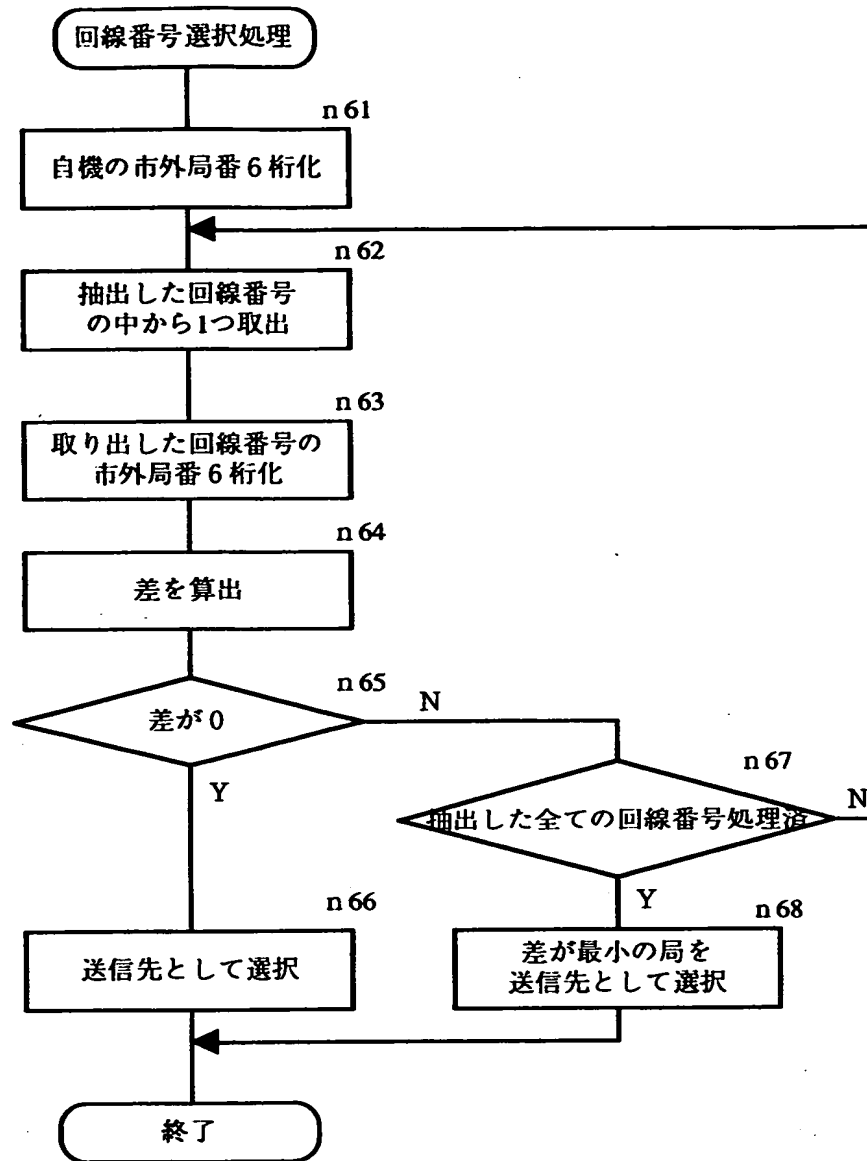 回線番号選択処理
n 61
自機の市外局番6桁化
n 62
抽出した回線番号
の中から1つ取出
n 63
取り出した回線番号の
市外局番6桁化
n 64
差を算出
n 65
差が0
N
Y
n 67
抽出した全ての回線番号処理済
N
Y
n 66
送信先として選択
n 68
差が最小の局を
送信先として選択
終了